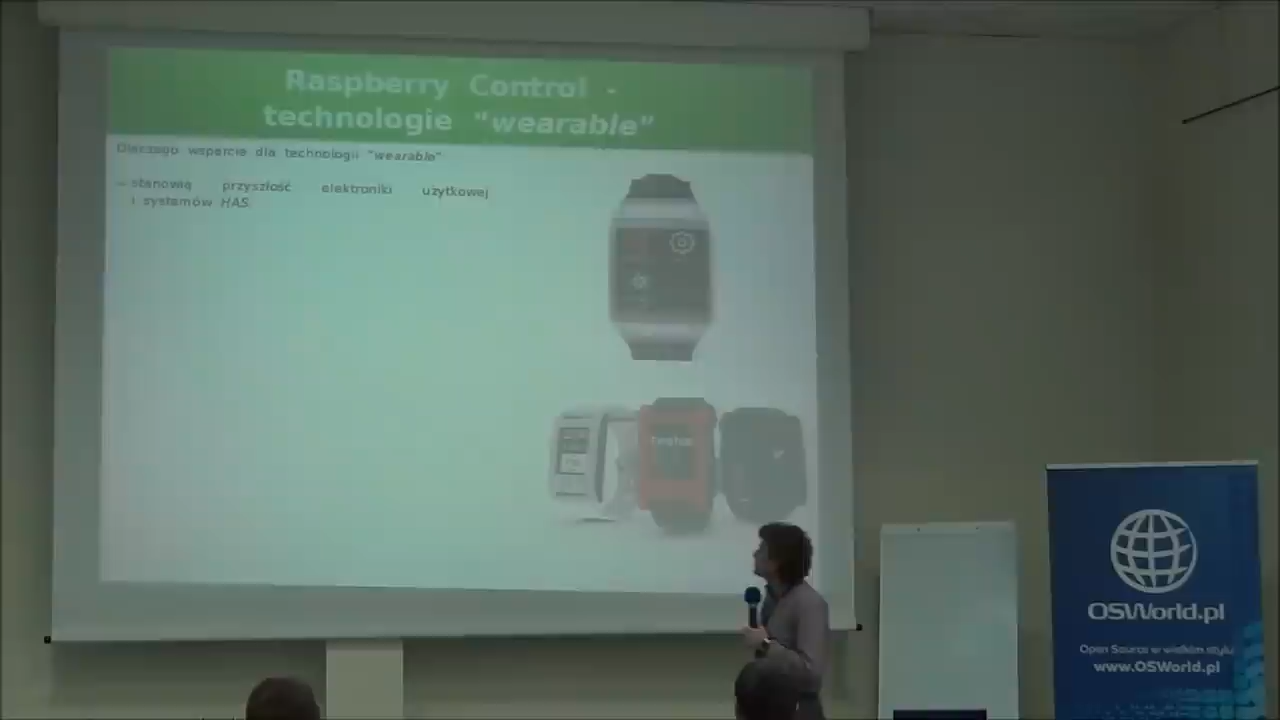 Raspberry Control -
technologie "wearable"
Dlaczego wsparcie dla technologii "wearable"
– stanowią przyszłość elektroniki użytkowej
i systemów HAS.
OSWorld.pl
Open Source w wielkim stylu
www.OSWorld.pl